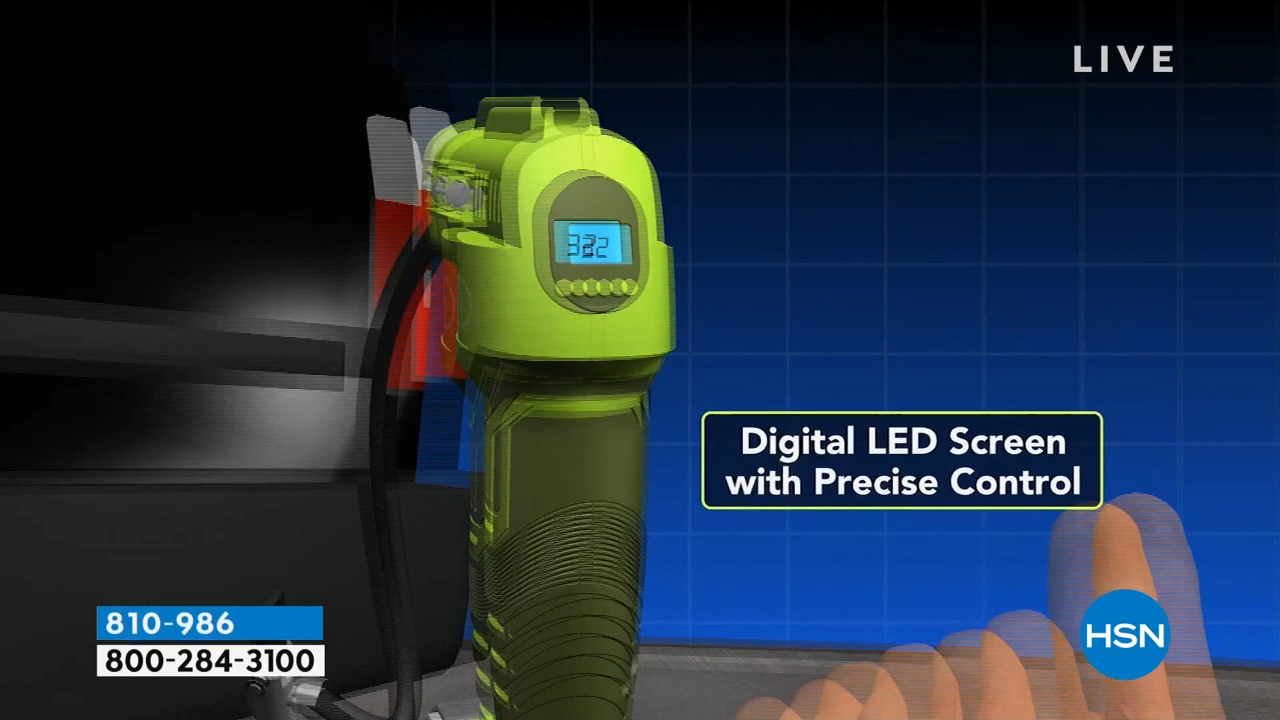 LIVE
Digital LED Screen
with Precise Control
810-986
800-284-3100
HSN